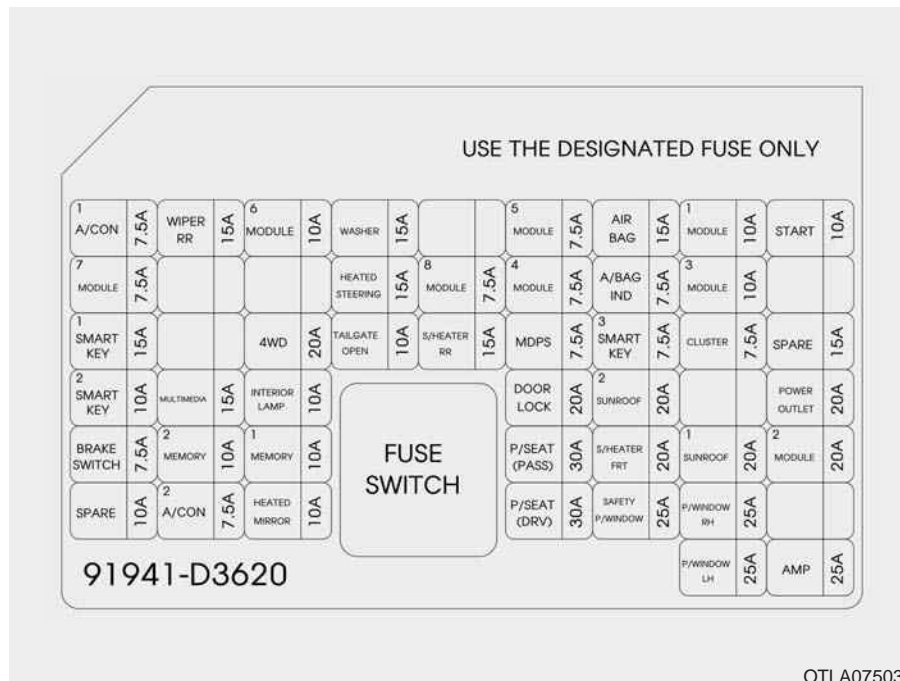 USE THE DESIGNATED FUSE ONLY
1 A/CON 7.5A WIPER RR 15A 6 MODULE 10A WASHER 15A 5 MODULE 7.5A AIR BAG 15A 1 MODULE 10A START 10A
7 MODULE 7.5A HEATED STEERING 15A 8 MODULE 7.5A 4 MODULE 7.5A A/BAG IND 7.5A 3 MODULE 10A
1 SMART KEY 15A 4WD 20A TAILGATE OPEN 10A S/HEATER RR 15A MDPS 7.5A 3 SMART KEY 7.5A CLUSTER 7.5A SPARE 15A
2 SMART KEY 10A MULTIMEDIA 15A INTERIOR LAMP 10A DOOR LOCK 20A 2 SUNROOF 20A POWER OUTLET 20A
BRAKE SWITCH 7.5A 2 MEMORY 10A 1 MEMORY 10A FUSE SWITCH P/SEAT (PASS) 30A S/HEATER FRT 20A 1 SUNROOF 20A 2 MODULE 20A
SPARE 10A 2 A/CON 7.5A HEATED MIRROR 10A P/SEAT (DRV) 30A SAFETY P/WINDOW 25A P/WINDOW RH 25A
91941-D3620 P/WINDOW LH 25A AMP 25A
OTLA07503